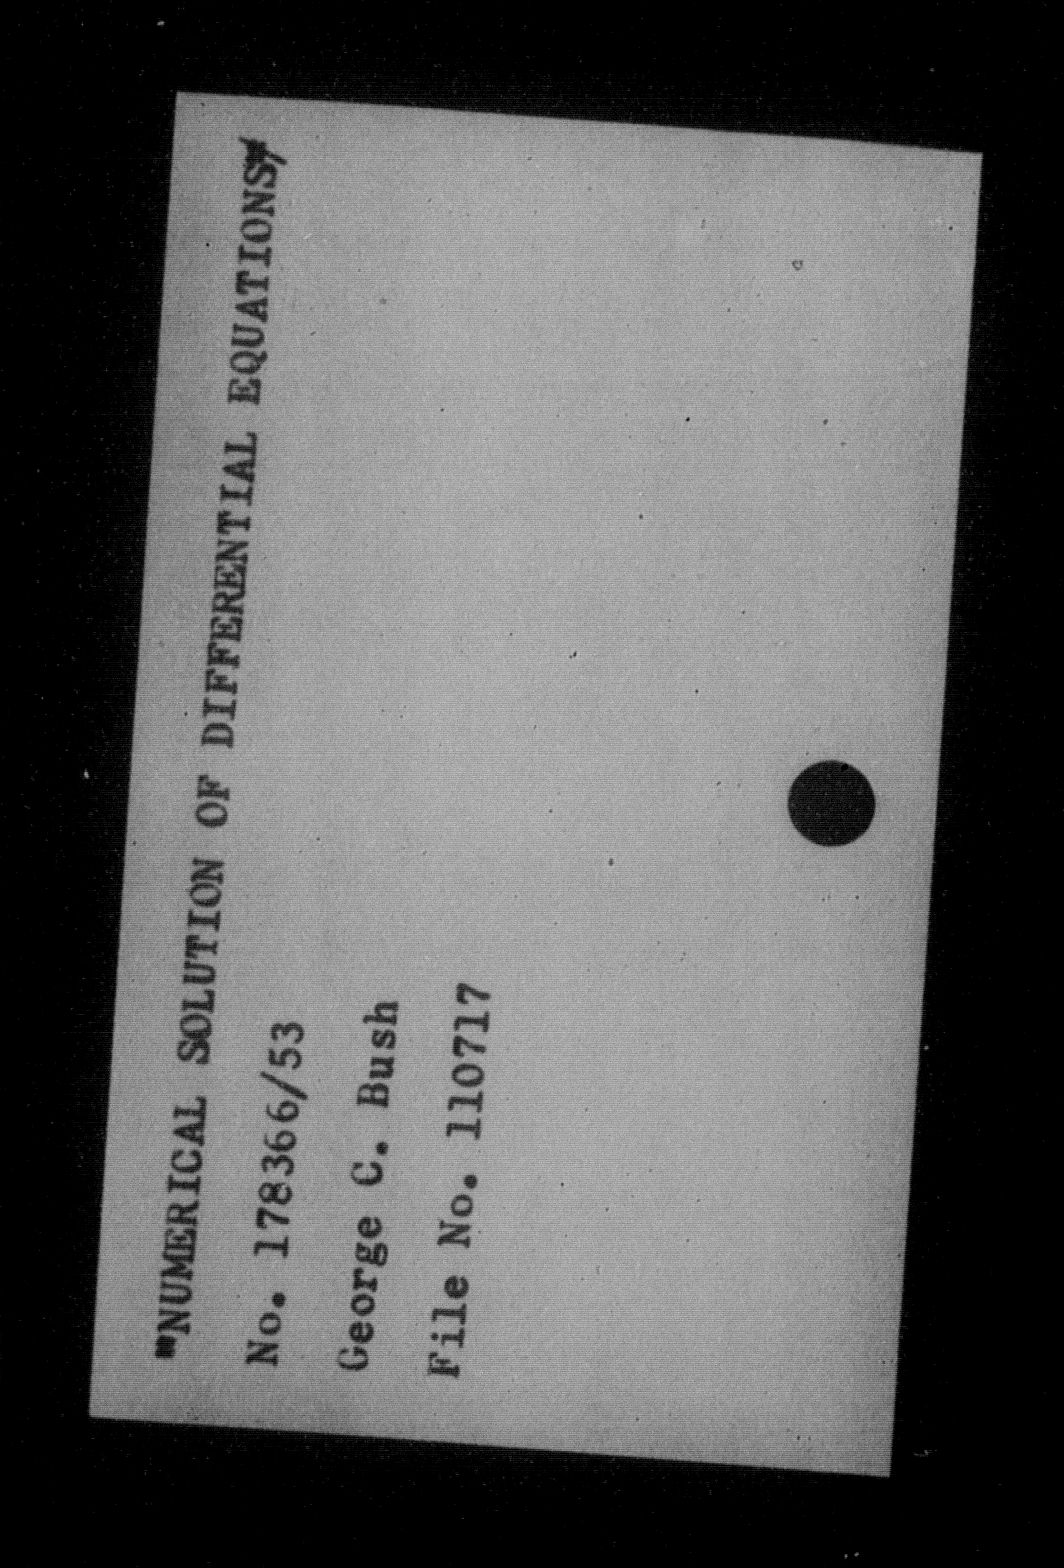 "NUMERICAL SOLUTION OF DIFFERENTIAL EQUATIONS"
No. 178366/53
George C. Bush
File No. 110717